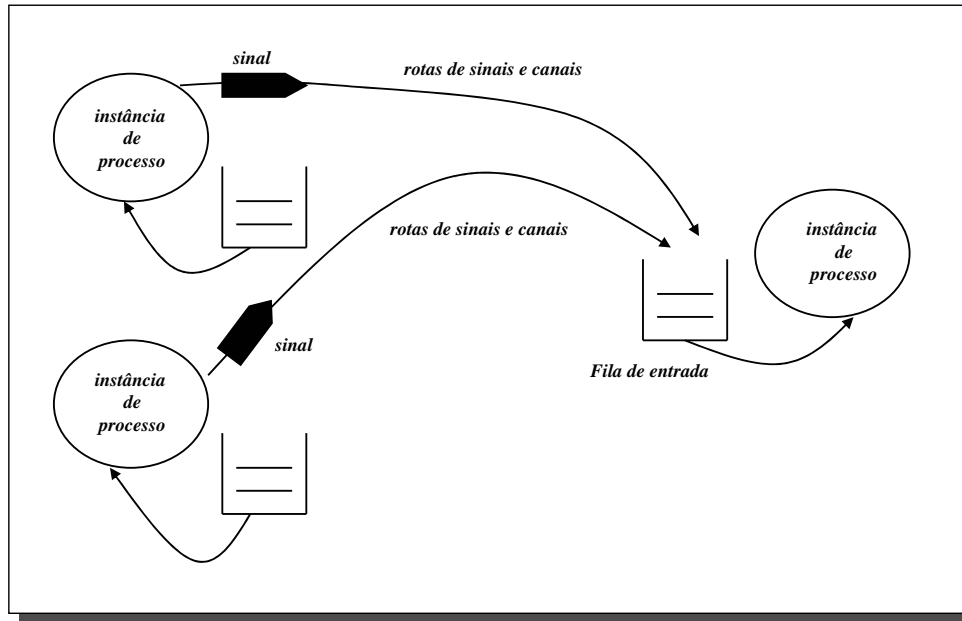 sinal
rotas de sinais e canais
instância
de
processo
rotas de sinais e canais
instância
de
processo
sinal
Fila de entrada
instância
de
processo